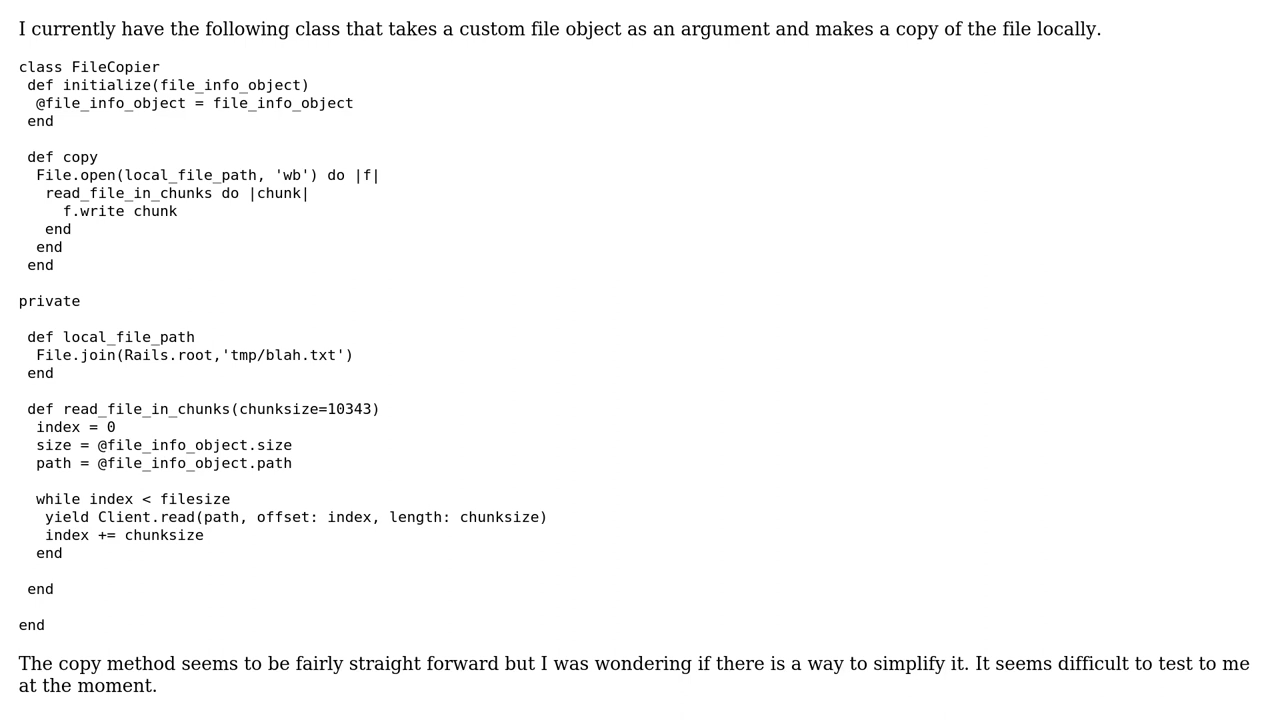 I currently have the following class that takes a custom file object as an argument and makes a copy of the file locally.
class FileCopier
 def initialize(file_info_object)
  @file_info_object = file_info_object
 end
 def copy
  File.open(local_file_path, 'wb') do |f|
   read_file_in_chunks do |chunk|
     f.write chunk
   end
  end
 end
private
 def local_file_path
  File.join(Rails.root,'tmp/blah.txt')
 end
 def read_file_in_chunks(chunksize=10343)
  index = 0
  size = @file_info_object.size
  path = @file_info_object.path
  while index < filesize
   yield Client.read(path, offset: index, length: chunksize)
   index += chunksize
  end
 end
end
The copy method seems to be fairly straight forward but I was wondering if there is a way to simplify it. It seems difficult to test to me
at the moment.